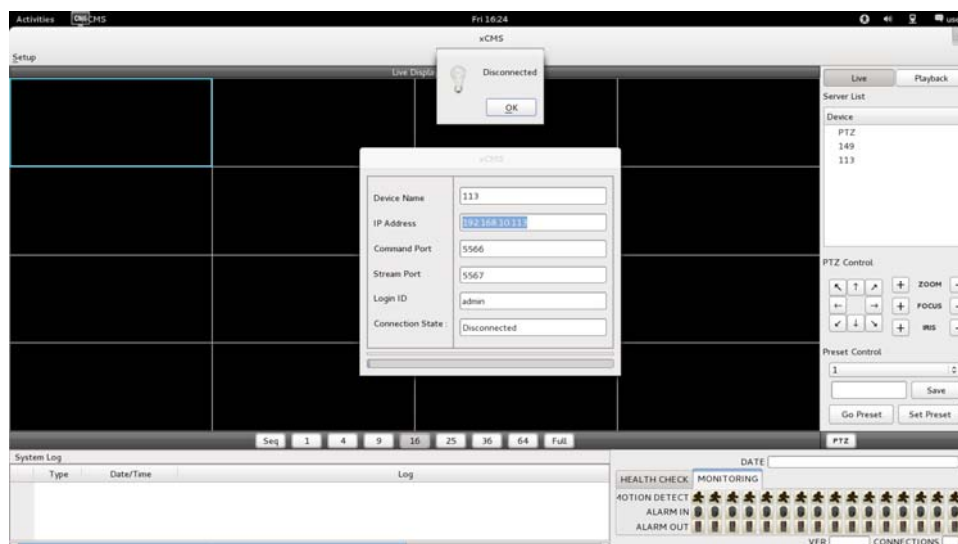 Activities CMS CMS Fri 16:24
xCMS
Setup
Live Displa
Disconnected
OK
Live Playback
Server List
Device
PTZ
149
113
xCMS
Device Name 113
IP Address 192.168.10.113
Command Port 5566
Stream Port 5567
Login ID admin
Connection State : Disconnected
PTZ Control
+ ZOOM -
+ FOCUS -
+ IRIS -
Preset Control
1
Save
Go Preset Set Preset
Seq 1 4 9 16 25 36 64 Full
PTZ
System Log
Type Date/Time Log
DATE
HEALTH CHECK MONITORING
MOTION DETECT
ALARM IN
ALARM OUT
VER CONNECTIONS